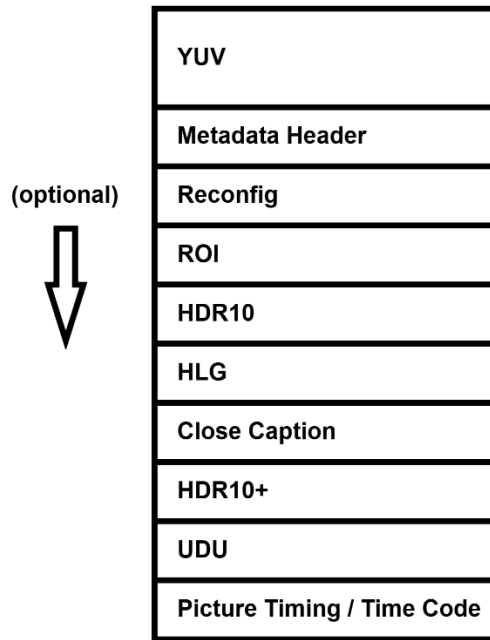 YUV
Metadata Header
(optional)
Reconfig
ROI
HDR10
HLG
Close Caption
HDR10+
UDU
Picture Timing / Time Code